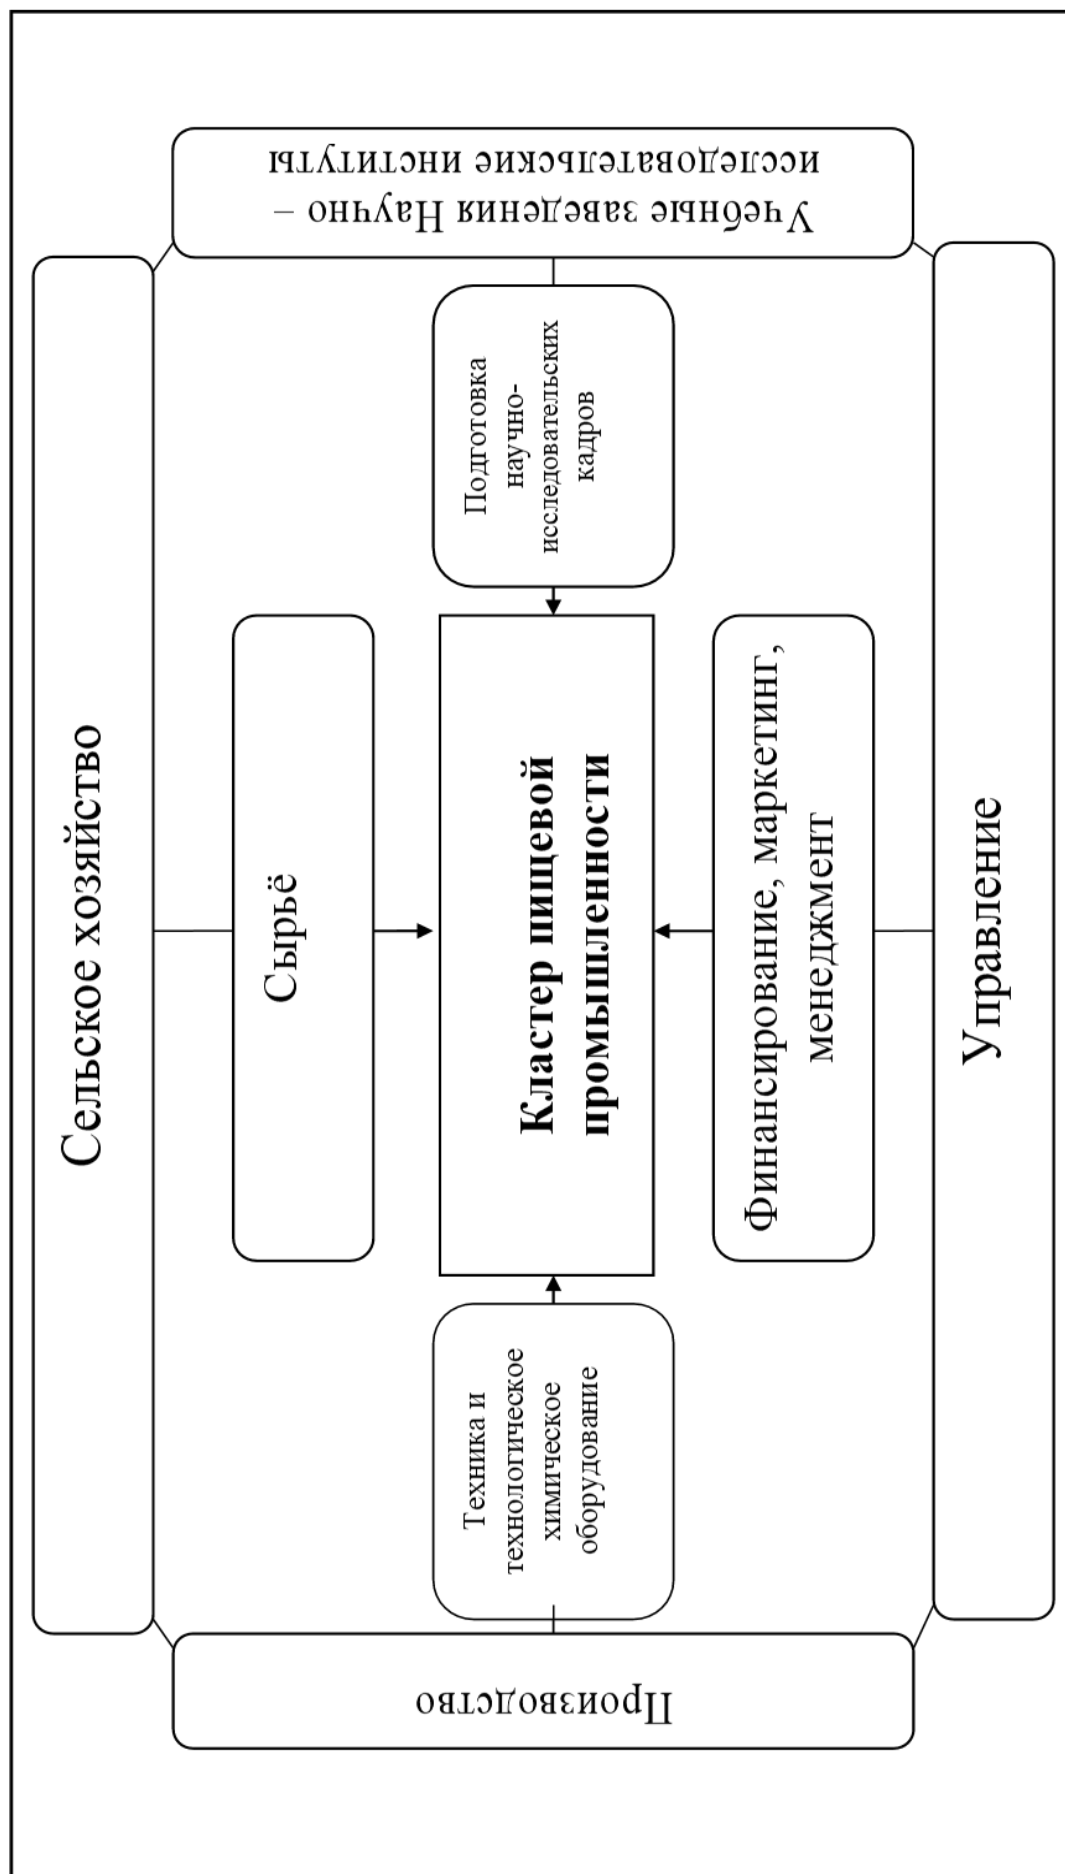 Сельское хозяйство
Сырьё
Производство
Техника и
технологическое
химическое
оборудование
Кластер пищевой
промышленности
Подготовка
научно-
исследовательских
кадров
Учебные заведения Научно –
исследовательские институты
Финансирование, маркетинг,
менеджмент
Управление